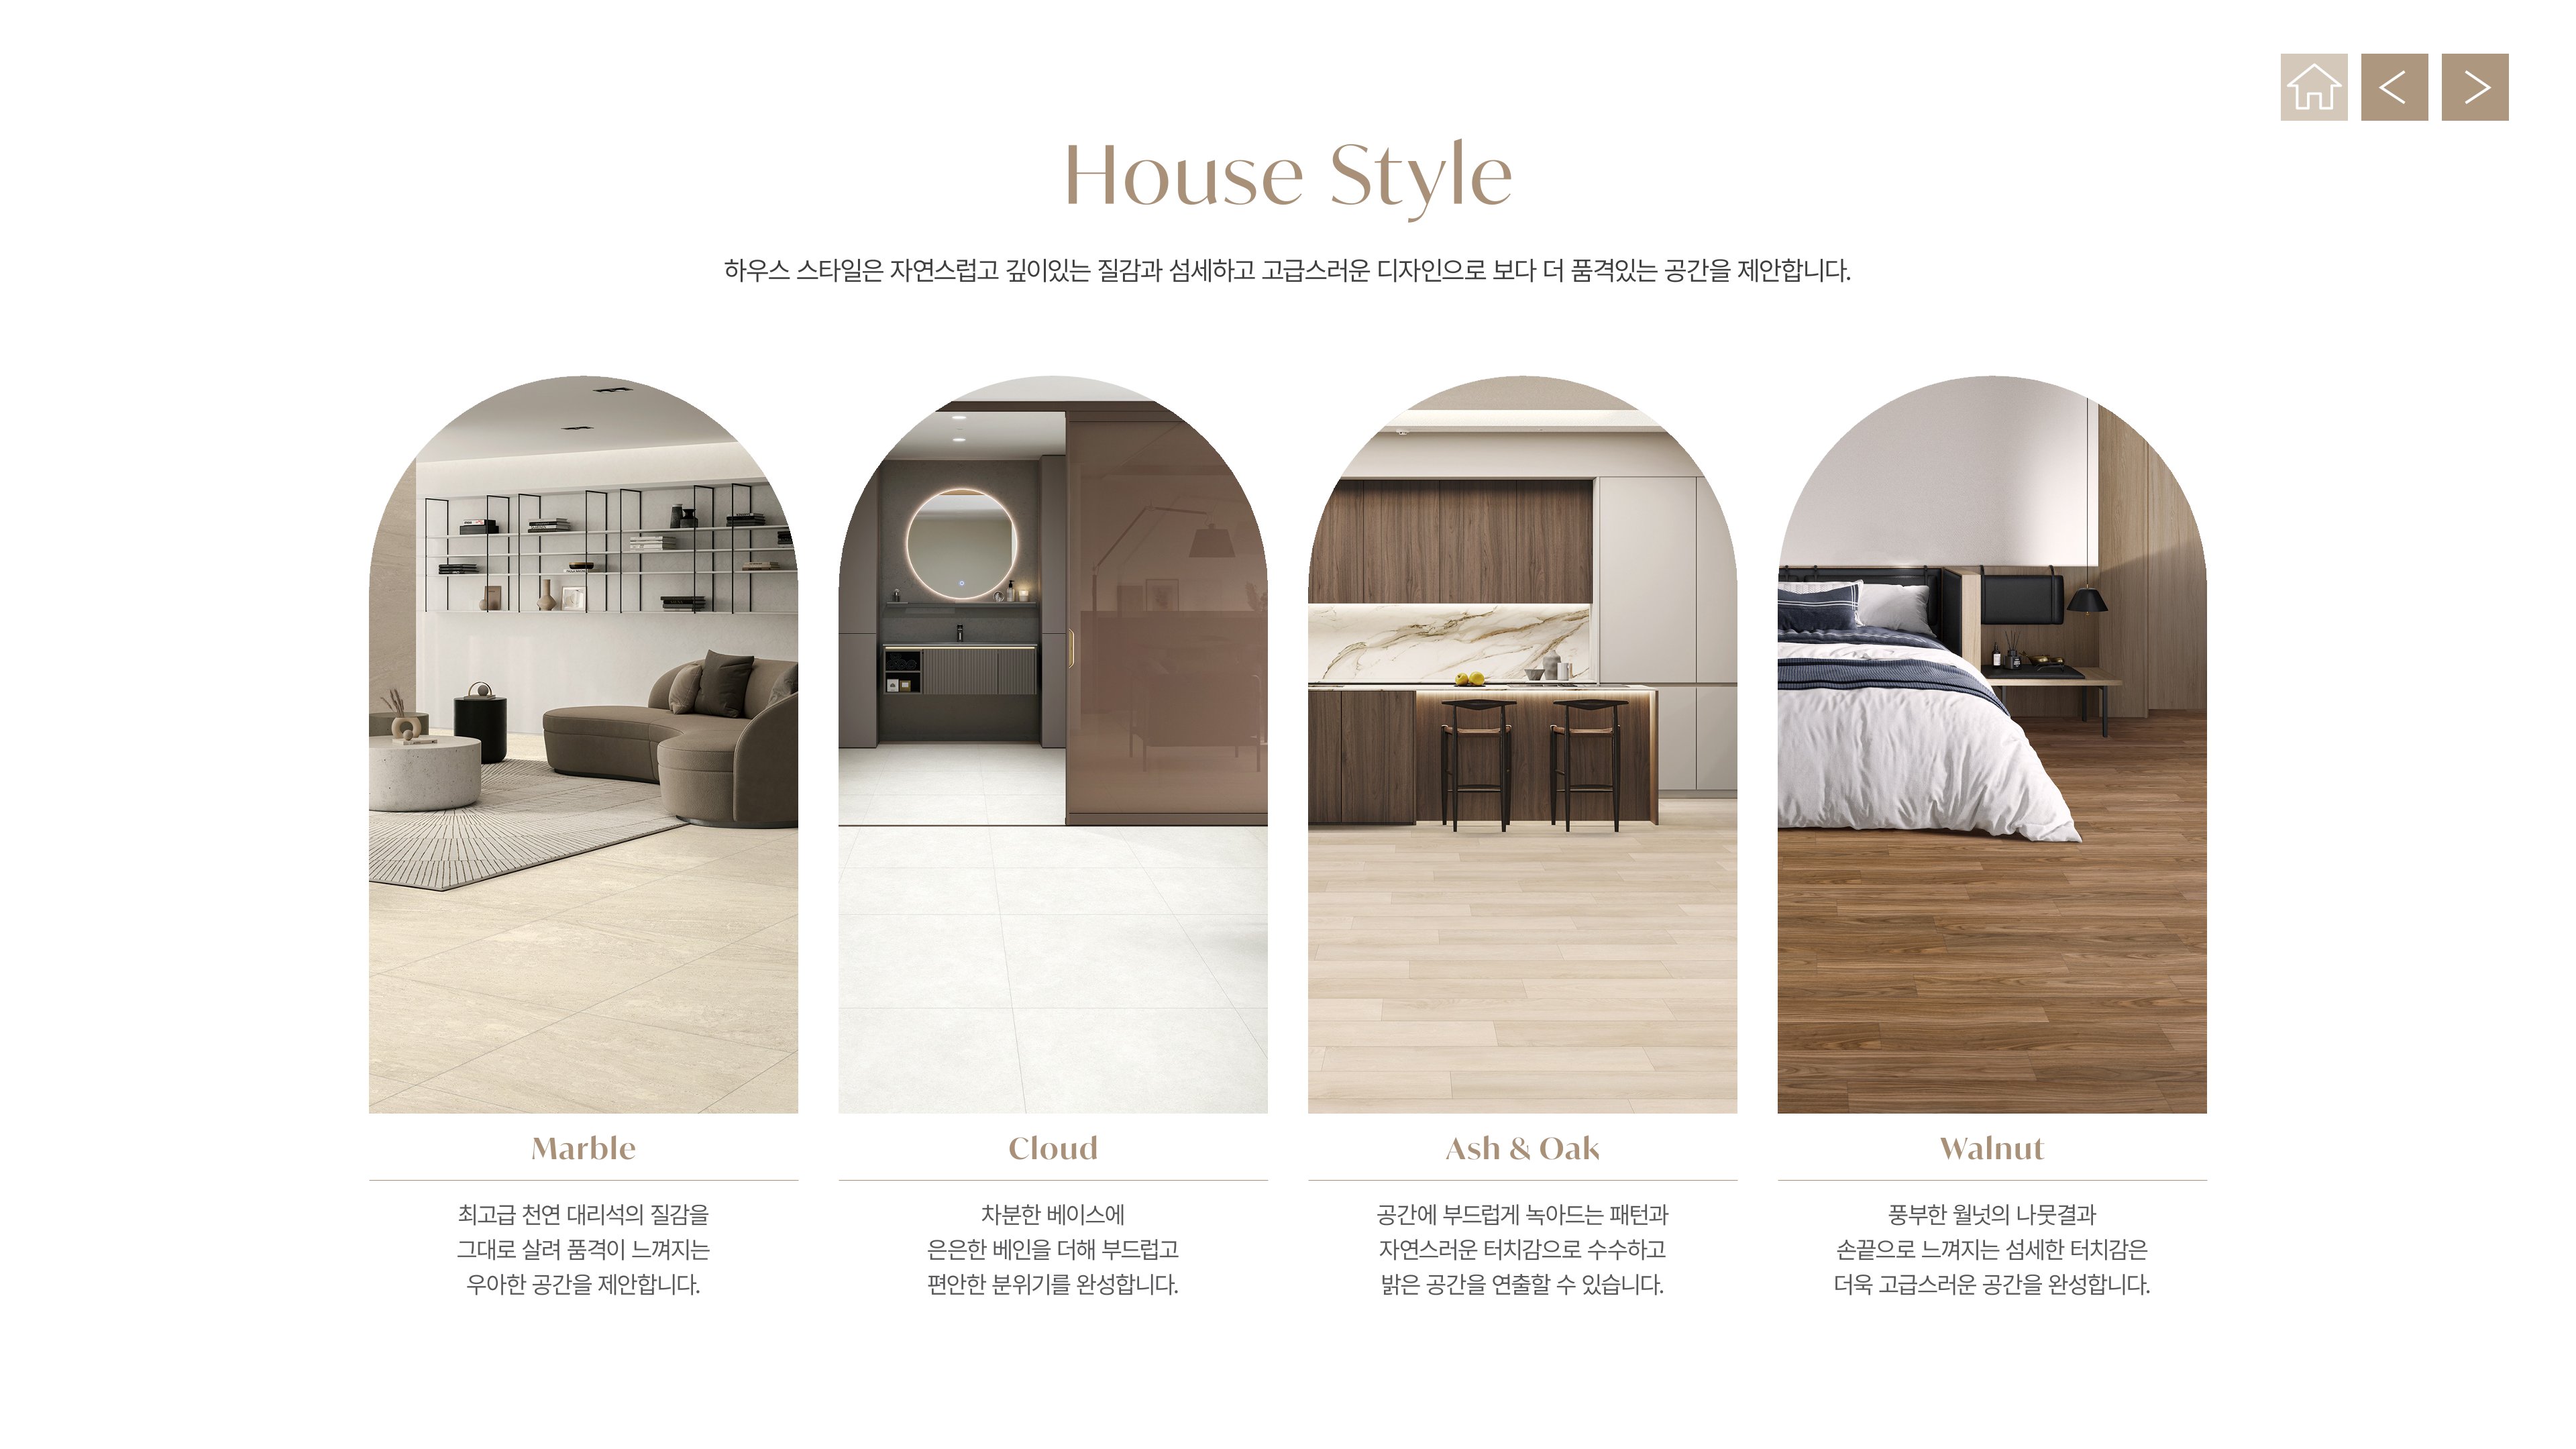 House Style
하우스 스타일은 자연스럽고 깊이있는 질감과 섬세하고 고급스러운 디자인으로 보다 더 품격있는 공간을 제안합니다.
Marble
최고급 천연 대리석의 질감을
그대로 살려 품격이 느껴지는
우아한 공간을 제안합니다.
Cloud
차분한 베이스에
은은한 베인을 더해 부드럽고
편안한 분위기를 완성합니다.
Ash & Oak
공간에 부드럽게 녹아드는 패턴과
자연스러운 터치감으로 수수하고
밝은 공간을 연출할 수 있습니다.
Walnut
풍부한 월넛의 나뭇결과
손끝으로 느껴지는 섬세한 터치감은
더욱 고급스러운 공간을 완성합니다.